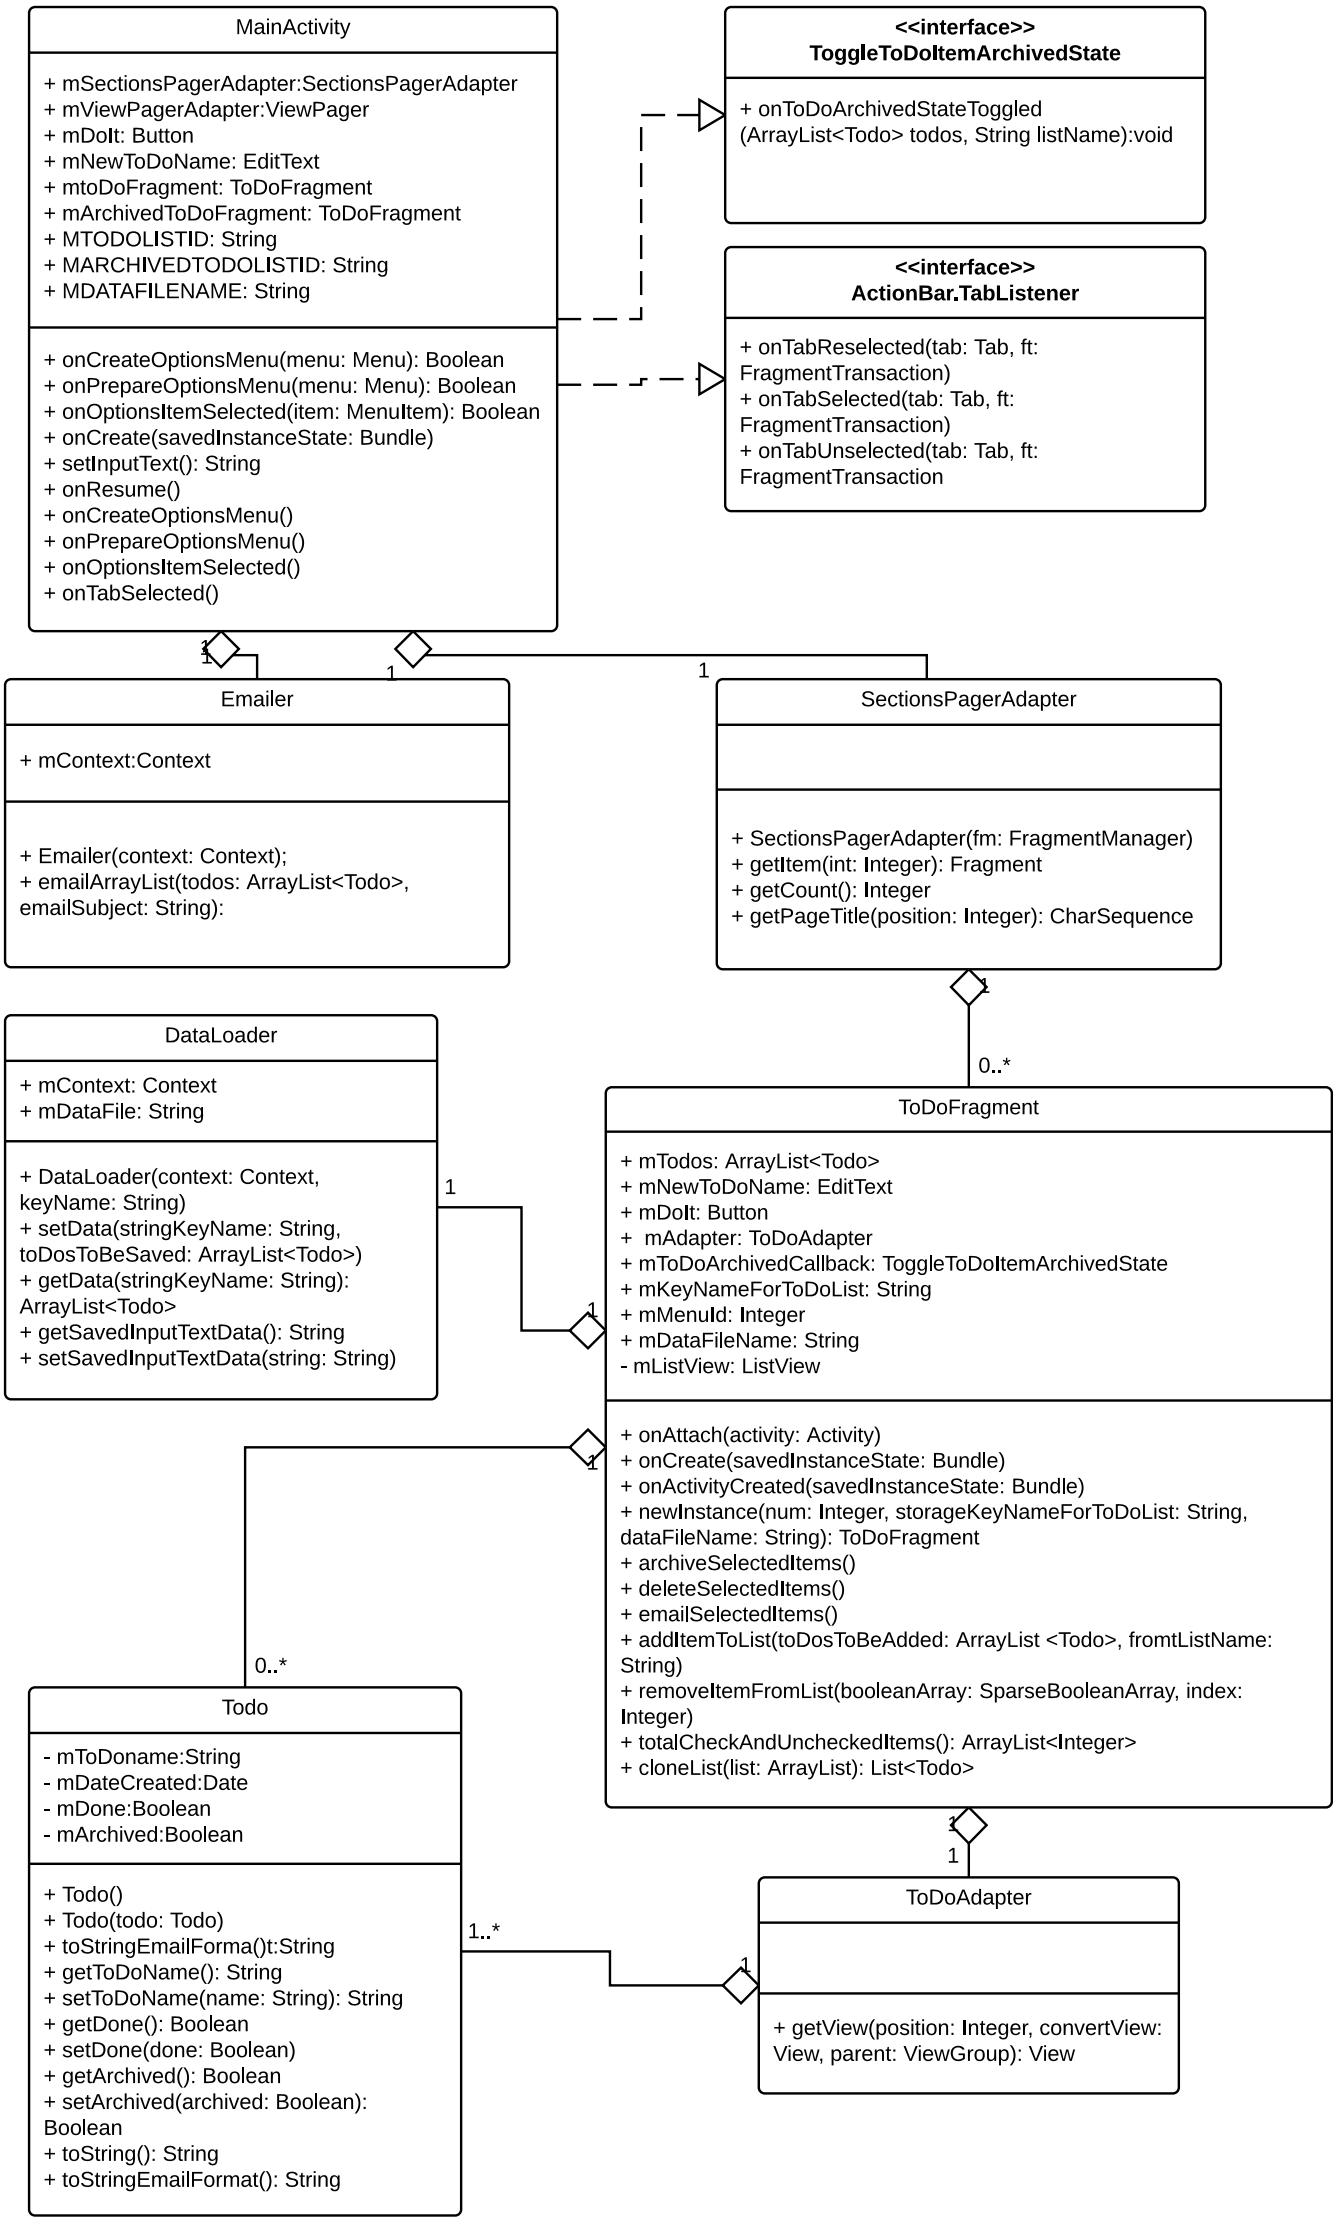 MainActivity
+ mSectionsPagerAdapter:SectionsPagerAdapter
+ mViewPagerAdapter:ViewPager
+ mDoIt: Button
+ mNewToDoName: EditText
+ mtoDoFragment: ToDoFragment
+ mArchivedToDoFragment: ToDoFragment
+ MTODOLISTID: String
+ MARCHIVEDTODOLISTID: String
+ MDATAFILENAME: String
+ onCreateOptionsMenu(menu: Menu): Boolean
+ onPrepareOptionsMenu(menu: Menu): Boolean
+ onOptionsItemSelected(item: MenuItem): Boolean
+ onCreate(savedInstanceState: Bundle)
+ setInputText(): String
+ onResume()
+ onCreateOptionsMenu()
+ onPrepareOptionsMenu()
+ onOptionsItemSelected()
+ onTabSelected()
<<interface>>
ToggleToDoItemArchivedState
+ onToDoArchivedStateToggled
(ArrayList<Todo> todos, String listName):void
<<interface>>
ActionBar.TabListener
+ onTabReselected(tab: Tab, ft:
FragmentTransaction)
+ onTabSelected(tab: Tab, ft:
FragmentTransaction)
+ onTabUnselected(tab: Tab, ft:
FragmentTransaction
1
1
1
1
Emailer
+ mContext:Context
+ Emailer(context: Context);
+ emailArrayList(todos: ArrayList<Todo>,
emailSubject: String):
SectionsPagerAdapter
+ SectionsPagerAdapter(fm: FragmentManager)
+ getItem(int: Integer): Fragment
+ getCount(): Integer
+ getPageTitle(position: Integer): CharSequence
1
0..*
DataLoader
+ mContext: Context
+ mDataFile: String
+ DataLoader(context: Context,
keyName: String)
+ setData(stringKeyName: String,
toDosToBeSaved: ArrayList<Todo>)
+ getData(stringKeyName: String):
ArrayList<Todo>
+ getSavedInputTextData(): String
+ setSavedInputTextData(string: String)
1
1
ToDoFragment
+ mTodos: ArrayList<Todo>
+ mNewToDoName: EditText
+ mDoIt: Button
+  mAdapter: ToDoAdapter
+ mToDoArchivedCallback: ToggleToDoItemArchivedState
+ mKeyNameForToDoList: String
+ mMenuId: Integer
+ mDataFileName: String
- mListView: ListView
+ onAttach(activity: Activity)
+ onCreate(savedInstanceState: Bundle)
+ onActivityCreated(savedInstanceState: Bundle)
+ newInstance(num: Integer, storageKeyNameForToDoList: String,
dataFileName: String): ToDoFragment
+ archiveSelectedItems()
+ deleteSelectedItems()
+ emailSelectedItems()
+ addItemToList(toDosToBeAdded: ArrayList <Todo>, fromtListName:
String)
+ removeItemFromList(booleanArray: SparseBooleanArray, index:
Integer)
+ totalCheckAndUncheckedItems(): ArrayList<Integer>
+ cloneList(list: ArrayList): List<Todo>
1
0..*
Todo
- mToDoname:String
- mDateCreated:Date
- mDone:Boolean
- mArchived:Boolean
+ Todo()
+ Todo(todo: Todo)
+ toStringEmailForma()t:String
+ getToDoName(): String
+ setToDoName(name: String): String
+ getDone(): Boolean
+ setDone(done: Boolean)
+ getArchived(): Boolean
+ setArchived(archived: Boolean):
Boolean
+ toString(): String
+ toStringEmailFormat(): String
1
1
1..*
1
ToDoAdapter
+ getView(position: Integer, convertView:
View, parent: ViewGroup): View